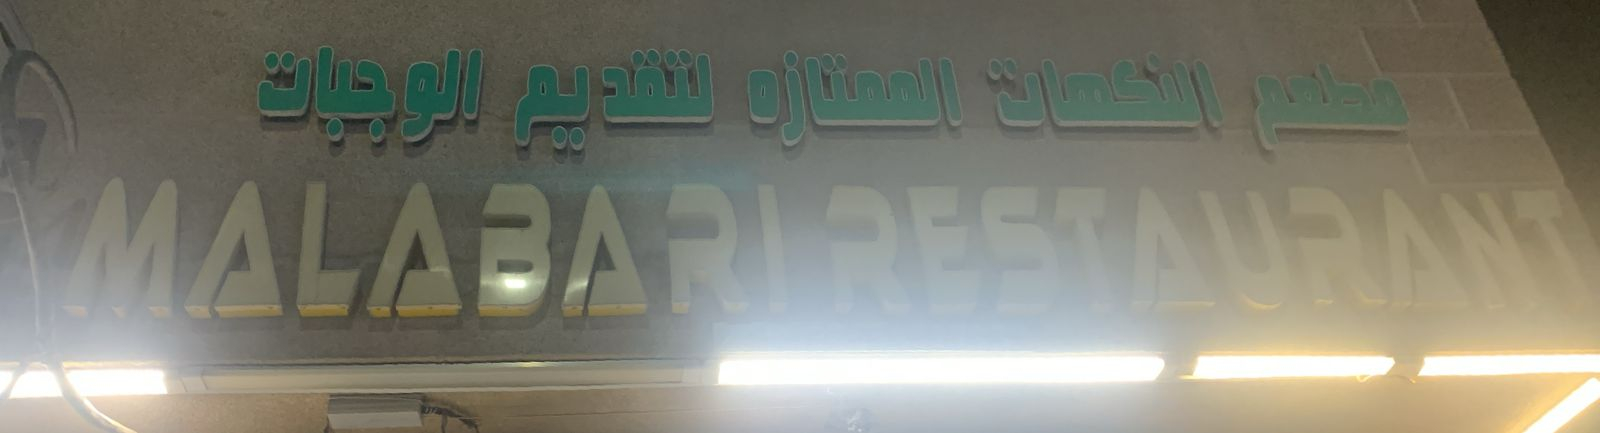 مطعم النكهات الممتازه لتقديم الوجبات
MALABARI RESTAURANT